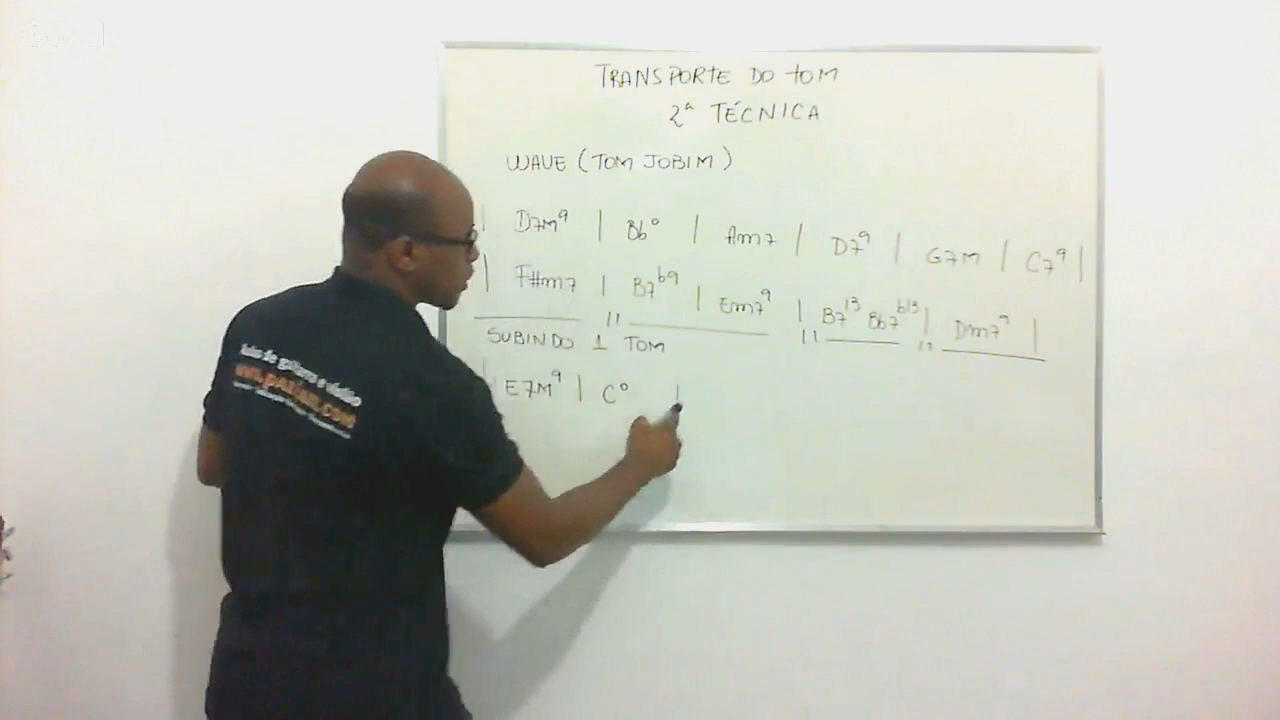 TRANSPORTE DO TOM
2ª TÉCNICA
WAVE (TOM JOBIM)
| D7M⁹ | Bb° | Am7 | D7⁹ | G7M | C7⁹ |
| F#m7 | B7ᵇ⁹ | Em7⁹ | B7¹³ Bb7ᵇ¹³ | Dm7⁹ |
SUBINDO 1 TOM
| E7M⁹ | C° |